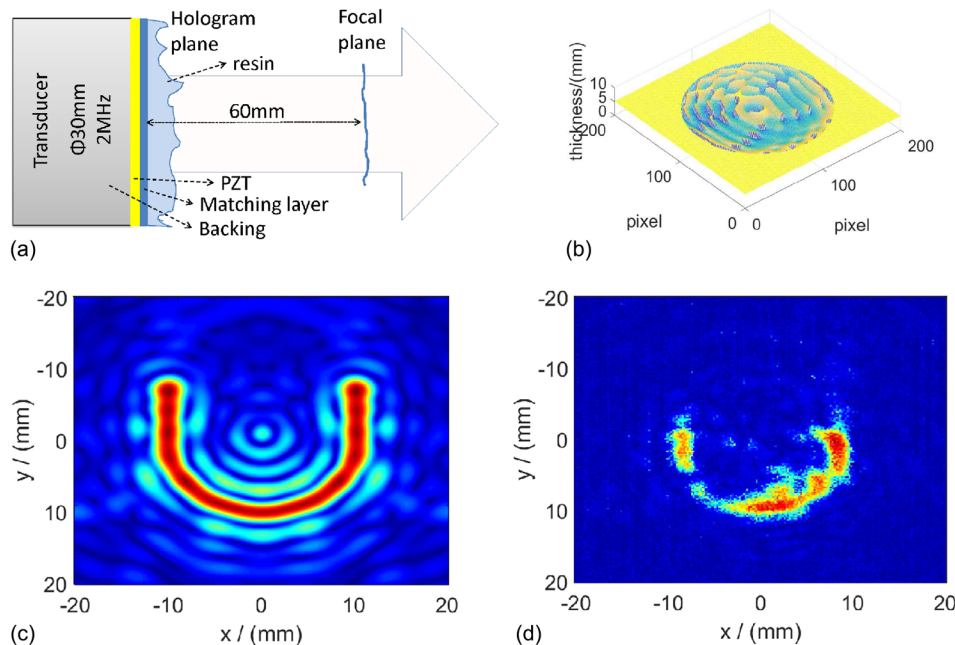 Hologram
plane
Focal
plane
resin
Transducer
Φ30mm
2MHz
60mm
PZT
Matching layer
Backing
(a)
thickness/(mm)
10
5
0
200
100
0
pixel
0
100
200
pixel
(b)
-20
-10
0
10
20
y / (mm)
-20
-10
0
10
20
x / (mm)
(c)
-20
-10
0
10
20
y / (mm)
-20
-10
0
10
20
x / (mm)
(d)